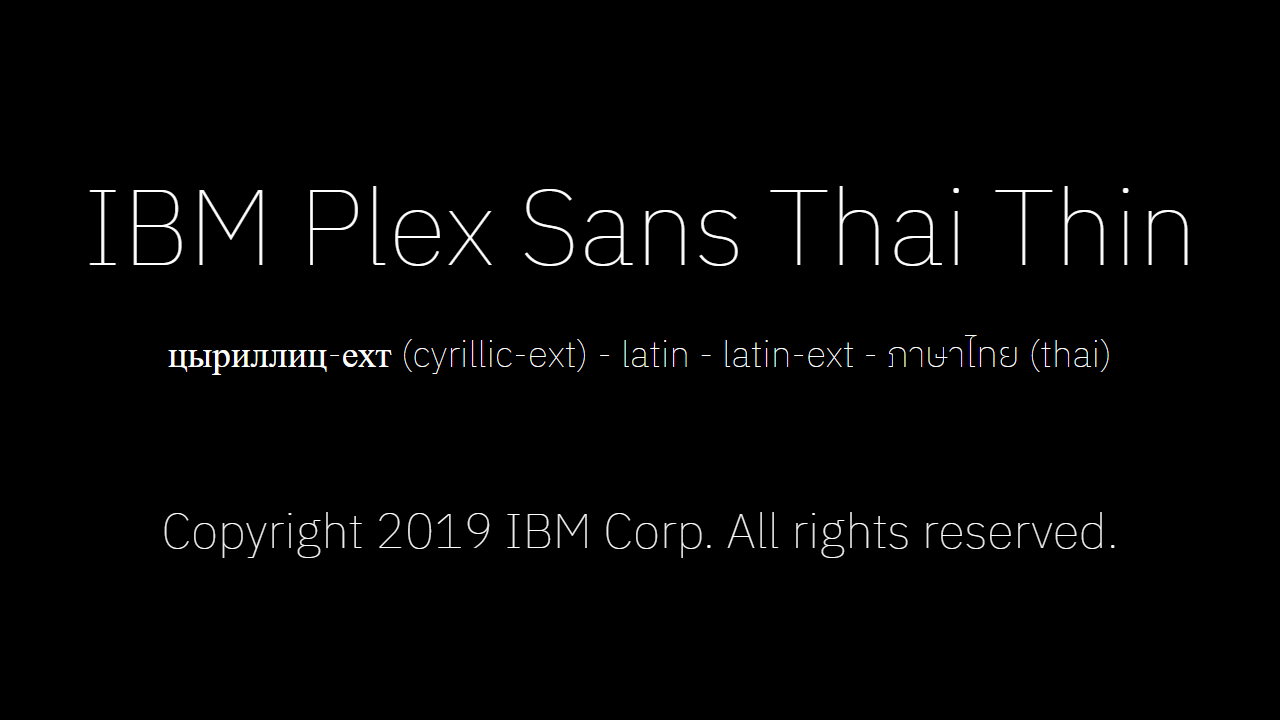 IBM Plex Sans Thai Thin
цыриллиц-ехт (cyrillic-ext) - latin - latin-ext - ภาษาไทย (thai)
Copyright 2019 IBM Corp. All rights reserved.